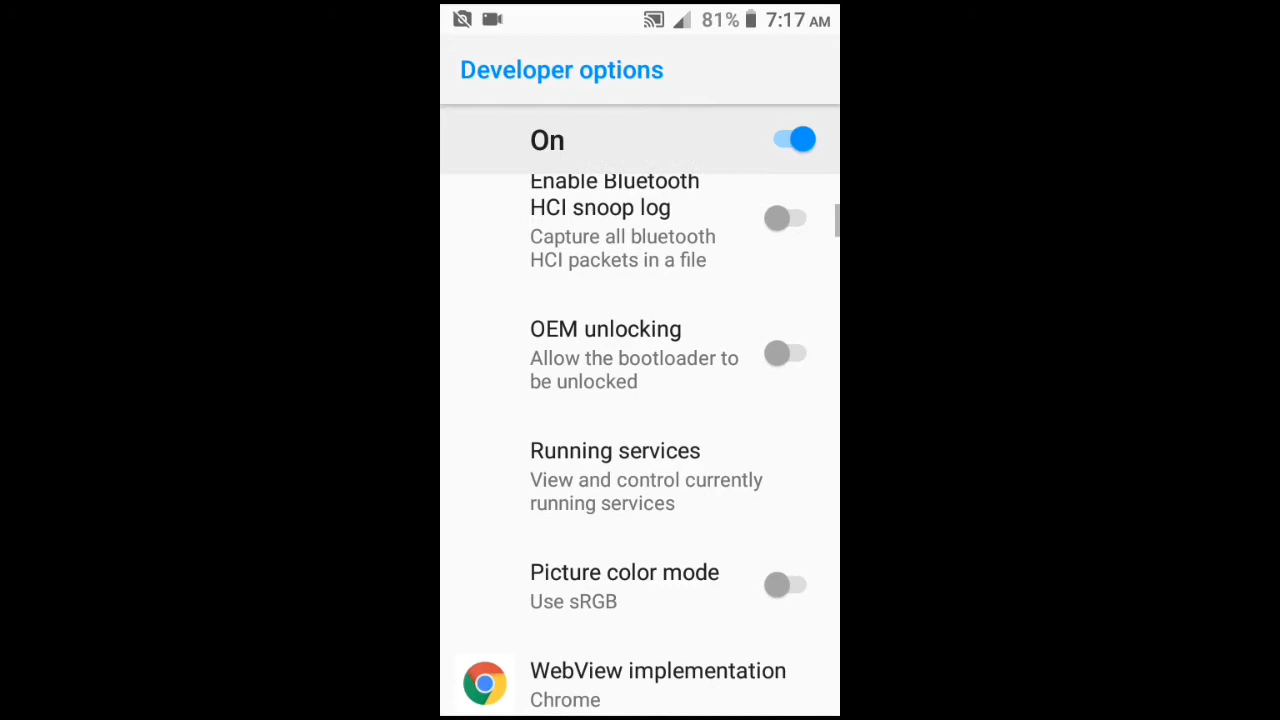 81% 7:17 AM
Developer options
On
Enable Bluetooth
HCI snoop log
Capture all bluetooth
HCI packets in a file
OEM unlocking
Allow the bootloader to
be unlocked
Running services
View and control currently
running services
Picture color mode
Use sRGB
WebView implementation
Chrome